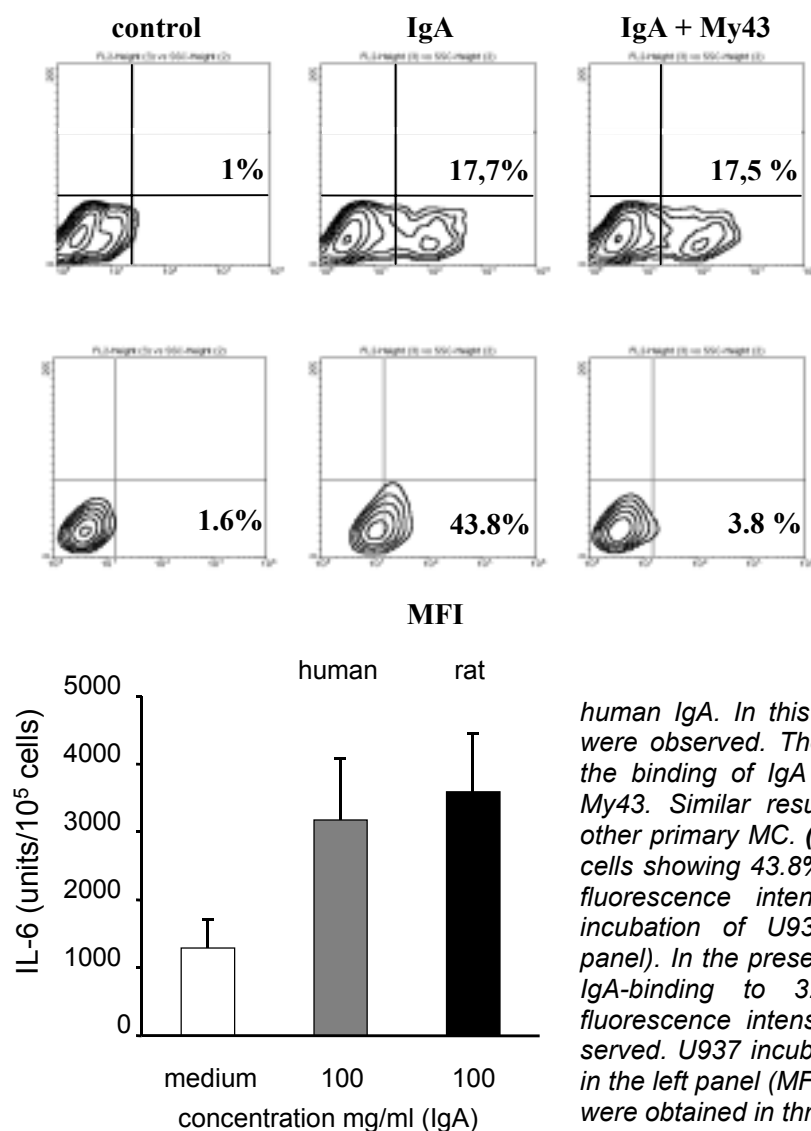 control IgA IgA + My43
1% 17,7% 17,5 %
1.6% 43.8% 3.8 %
MFI
human rat
5000
4000
3000
2000
1000
0
IL-6 (units/10⁵ cells)
medium 100 100
concentration mg/ml (IgA)
human IgA. In this
were observed. Th
the binding of IgA
My43. Similar resu
other primary MC. (
cells showing 43.8%
fluorescence inten
incubation of U93
panel). In the prese
IgA-binding to 3.
fluorescence intens
served. U937 incub
in the left panel (MF
were obtained in thr